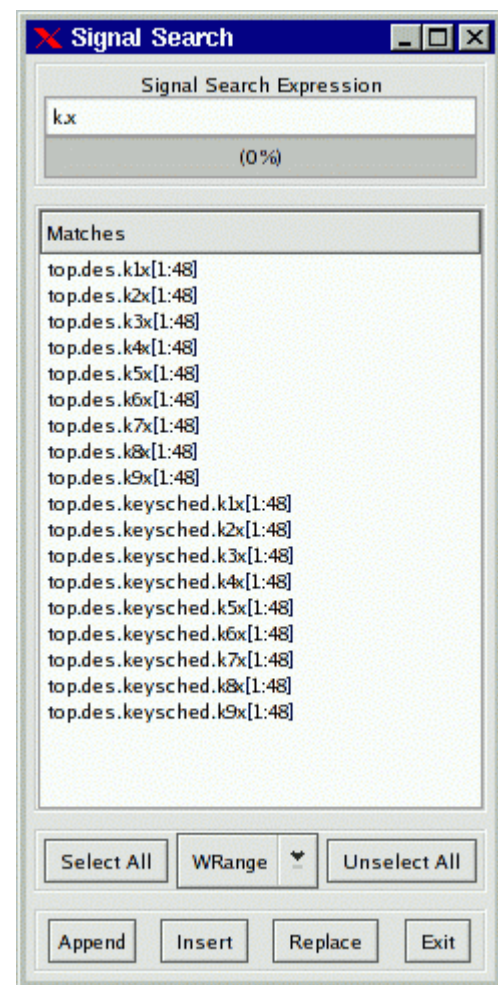 Signal Search
Signal Search Expression
k.x
(0%)
Matches
top.des.k1x[1:48]
top.des.k2x[1:48]
top.des.k3x[1:48]
top.des.k4x[1:48]
top.des.k5x[1:48]
top.des.k6x[1:48]
top.des.k7x[1:48]
top.des.k8x[1:48]
top.des.k9x[1:48]
top.des.keysched.k1x[1:48]
top.des.keysched.k2x[1:48]
top.des.keysched.k3x[1:48]
top.des.keysched.k4x[1:48]
top.des.keysched.k5x[1:48]
top.des.keysched.k6x[1:48]
top.des.keysched.k7x[1:48]
top.des.keysched.k8x[1:48]
top.des.keysched.k9x[1:48]
Select All WRange Unselect All
Append Insert Replace Exit